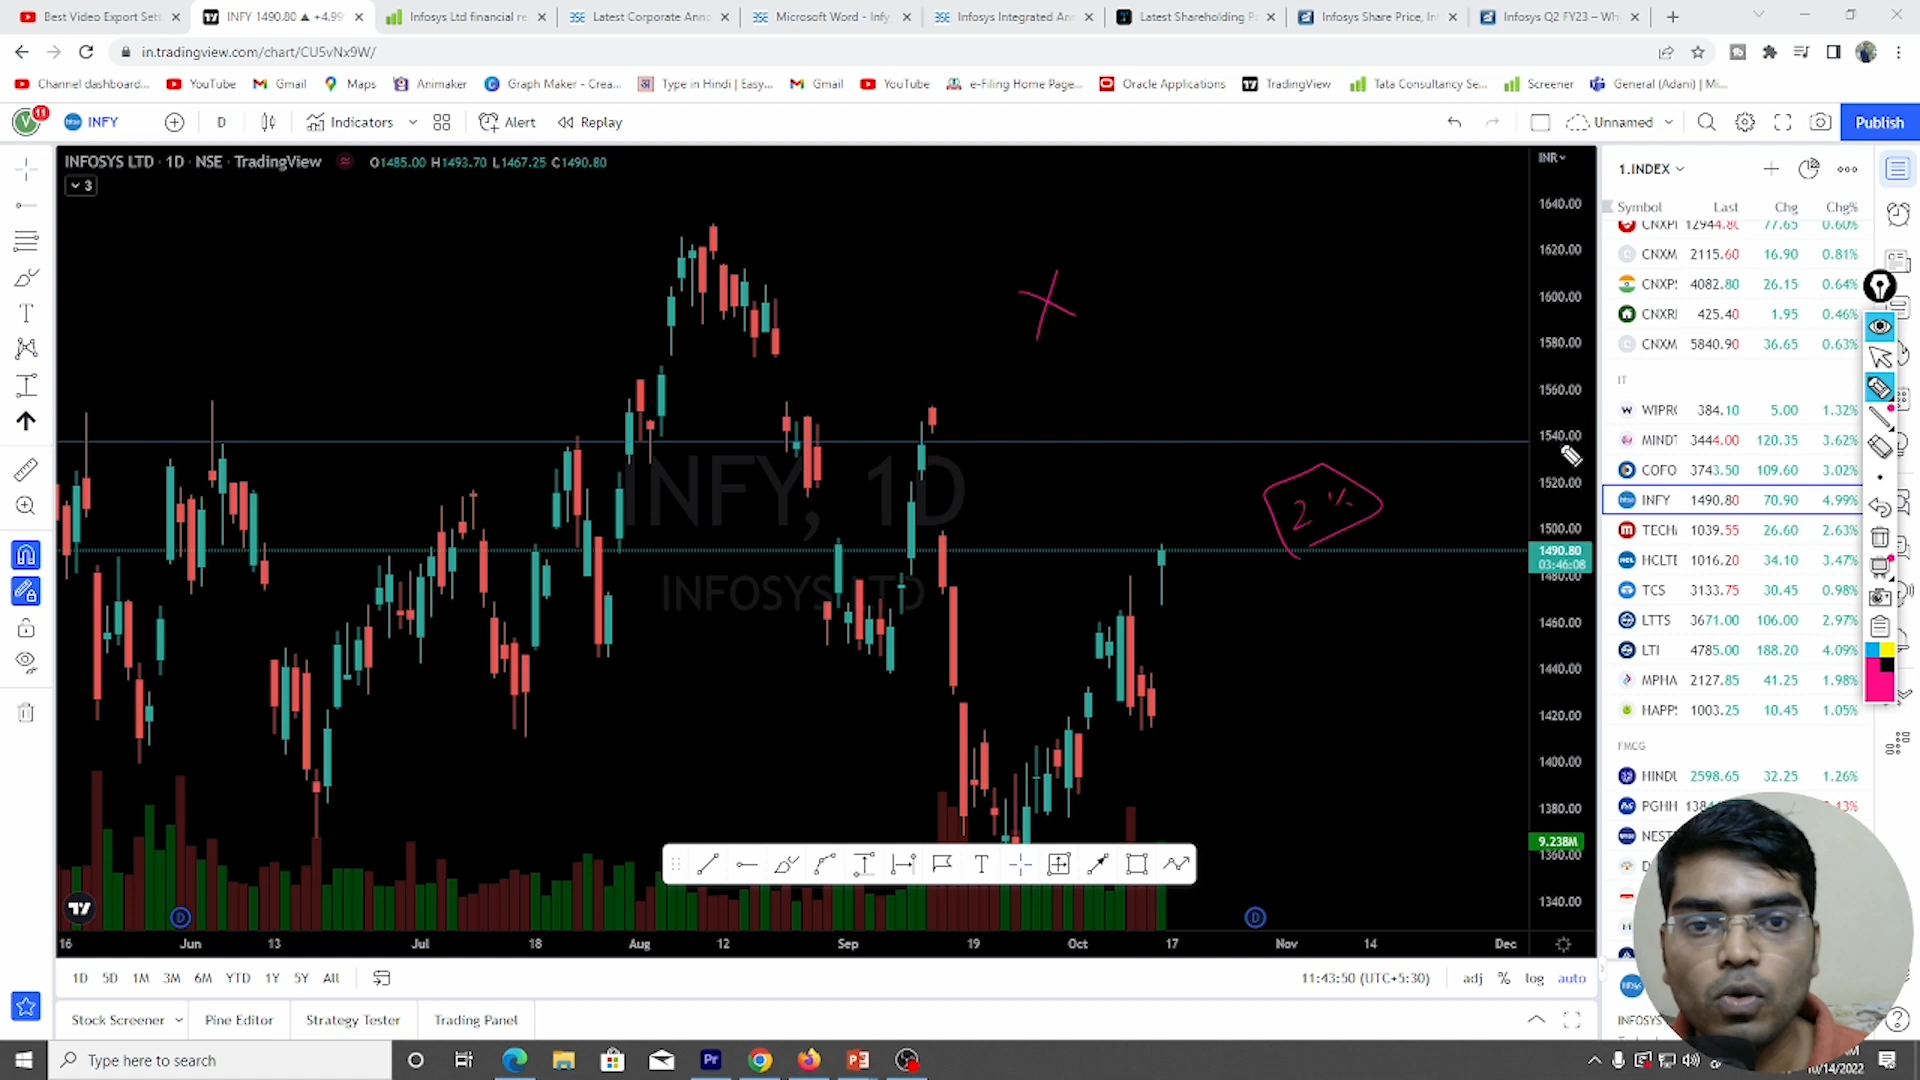 Best Video Export Sett
INFY 1490.80 ▲ +4.99
Infosys Ltd financial re
Latest Corporate Anno
Microsoft Word - Infy
Infosys Integrated An
Latest Shareholding P
Infosys Share Price, In
Infosys Q2 FY23 – Wh
in.tradingview.com/chart/CU5vNx9W/
Channel dashboard...
YouTube
Gmail
Maps
Animaker
Graph Maker - Crea...
Type in Hindi | Easy...
Gmail
YouTube
e-Filing Home Page...
Oracle Applications
TradingView
Tata Consultancy Se...
Screener
General (Adani) | Mi...
V 11 INFY D Indicators Alert Replay Unnamed Publish
INFOSYS LTD · 1D · NSE · TradingView O1485.00 H1493.70 L1467.25 C1490.80
3
INR
1640.00
1620.00
1600.00
1580.00
1560.00
1540.00
1520.00
1500.00
1490.80
03:46:08
1480.00
1460.00
1440.00
1420.00
1400.00
1380.00
9.238M
1360.00
1340.00
INFY, 1D
INFOSYS LTD
2 %
16 Jun 13 Jul 18 Aug 12 Sep 19 Oct 17 Nov 14 Dec
D
D
1D 5D 1M 3M 6M YTD 1Y 5Y All
11:43:50 (UTC+5:30) adj % log auto
Stock Screener Pine Editor Strategy Tester Trading Panel
1.INDEX
Symbol Last Chg Chg%
CNXPI 12944.80 77.65 0.60%
CNXM 2115.60 16.90 0.81%
CNXP 4082.80 26.15 0.64%
CNXRI 425.40 1.95 0.46%
CNXM 5840.90 36.65 0.63%
IT
WIPR 384.10 5.00 1.32%
MINDT 3444.00 120.35 3.62%
COFO 3743.50 109.60 3.02%
INFY 1490.80 70.90 4.99%
TECH 1039.55 26.60 2.63%
HCLTE 1016.20 34.10 3.47%
TCS 3133.75 30.45 0.98%
LTTS 3671.00 106.00 2.97%
LTI 4785.00 188.20 4.09%
MPHA 2127.85 41.25 1.98%
HAPP 1003.25 10.45 1.05%
FMCG
HINDU 2598.65 32.25 1.26%
PGHH
NEST
INFOSYS
Type here to search
10/14/2022